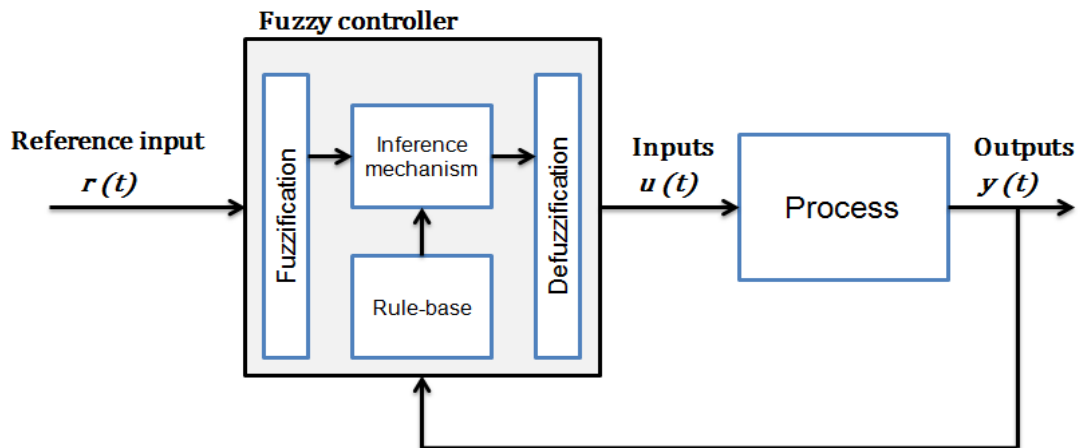 Fuzzy controller
Reference input
r (t)
Fuzzification
Inference
mechanism
Rule-base
Defuzzification
Inputs
u (t)
Process
Outputs
y (t)